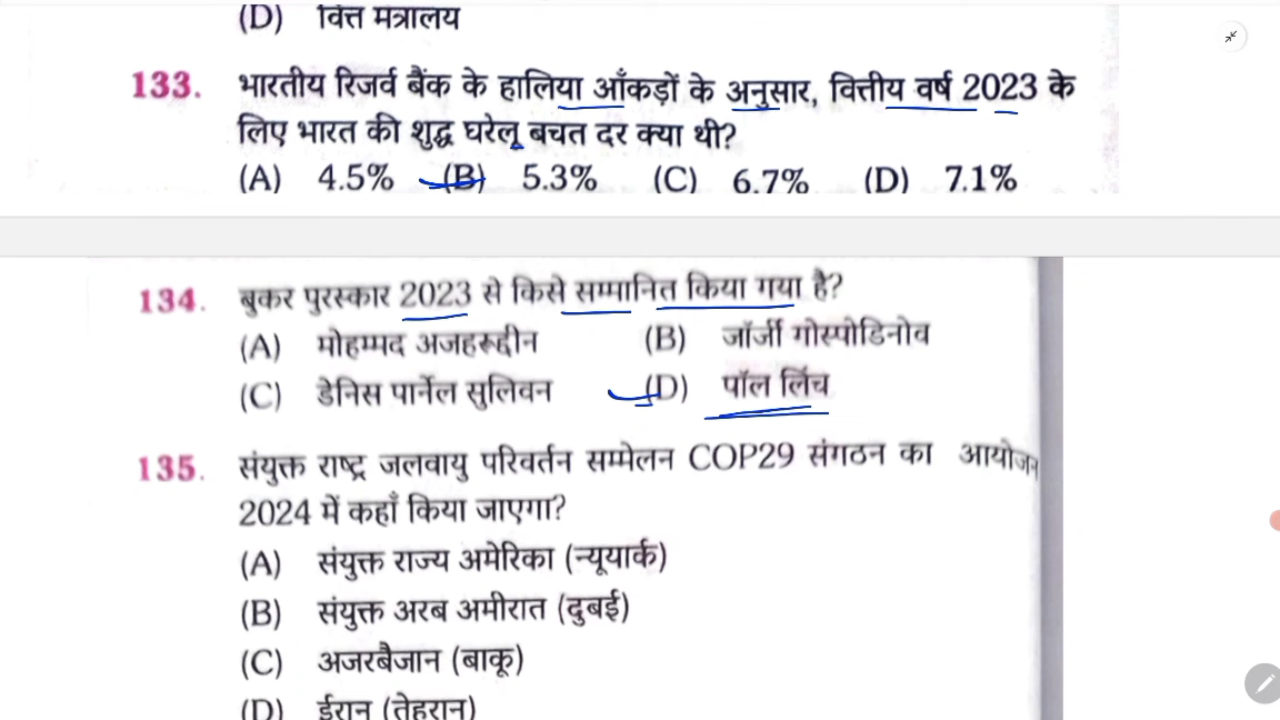 (D) वित्त मंत्रालय
133. भारतीय रिजर्व बैंक के हालिया आँकड़ों के अनुसार, वित्तीय वर्ष 2023 के
लिए भारत की शुद्ध घरेलू बचत दर क्या थी?
(A) 4.5% (B) 5.3% (C) 6.7% (D) 7.1%
134. बुकर पुरस्कार 2023 से किसे सम्मानित किया गया है?
(A) मोहम्मद अजहरूद्दीन (B) जॉर्जी गोस्पोडिनोव
(C) डेनिस पार्नेल सुलिवन (D) पॉल लिंच
135. संयुक्त राष्ट्र जलवायु परिवर्तन सम्मेलन COP29 संगठन का आयोजन
2024 में कहाँ किया जाएगा?
(A) संयुक्त राज्य अमेरिका (न्यूयार्क)
(B) संयुक्त अरब अमीरात (दुबई)
(C) अजरबैजान (बाकू)
(D) ईरान (तेहरान)